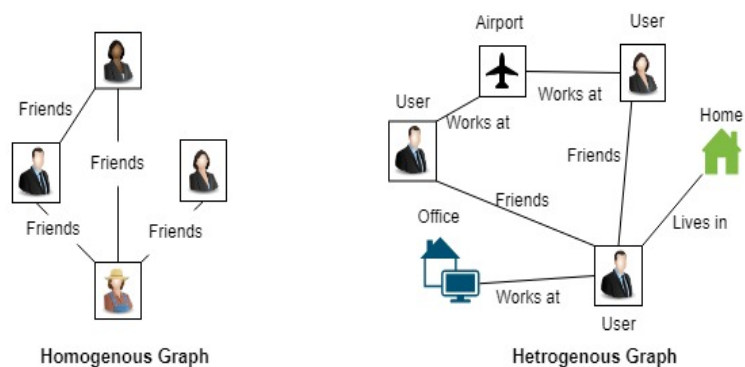 Friends
Friends
Friends
Friends
Homogenous Graph
Airport
User
User
Works at
Works at
Home
Friends
Friends
Office
Lives in
Works at
User
Hetrogenous Graph